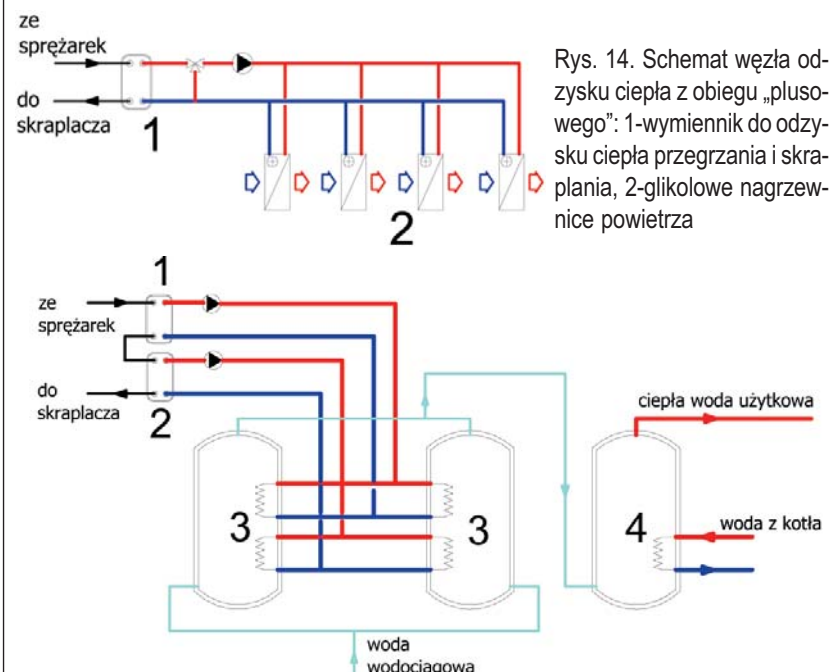 ze
sprężarek
do
skraplacza
1
2
Rys. 14. Schemat węzła od-
zysku ciepła z obiegu „pluso-
wego”: 1-wymiennik do odzy-
sku ciepła przegrzania i skra-
plania, 2-glikolowe nagrzew-
nice powietrza
1
ze
sprężarek
do
skraplacza
2
ciepła woda użytkowa
3
3
4
woda z kotła
woda
wodociągowa